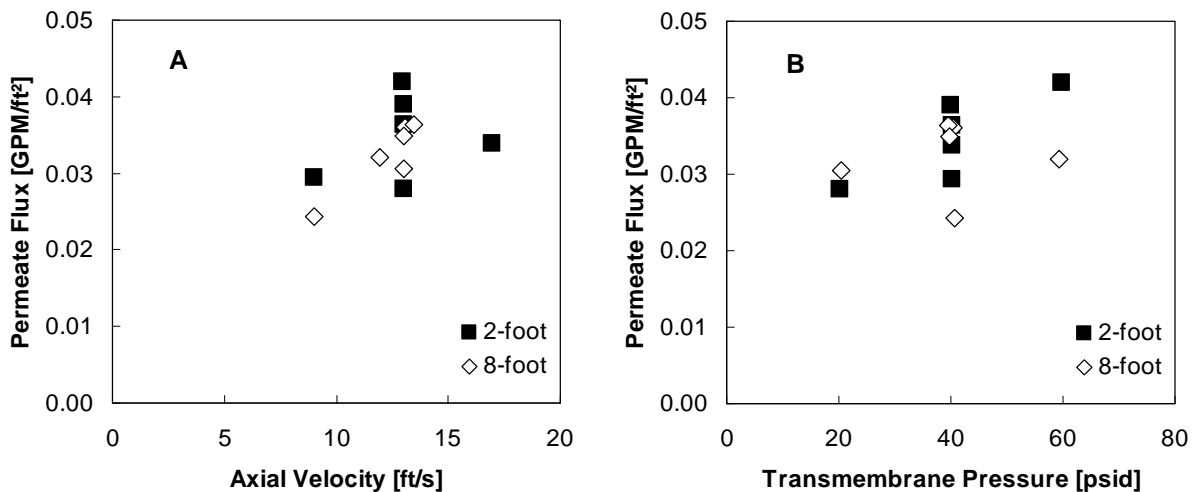 A
Permeate Flux [GPM/ft²]
0.05
0.04
0.03
0.02
0.01
0.00
0 5 10 15 20
Axial Velocity [ft/s]
2-foot
8-foot
B
Permeate Flux [GPM/ft²]
0.05
0.04
0.03
0.02
0.01
0.00
0 20 40 60 80
Transmembrane Pressure [psid]
2-foot
8-foot